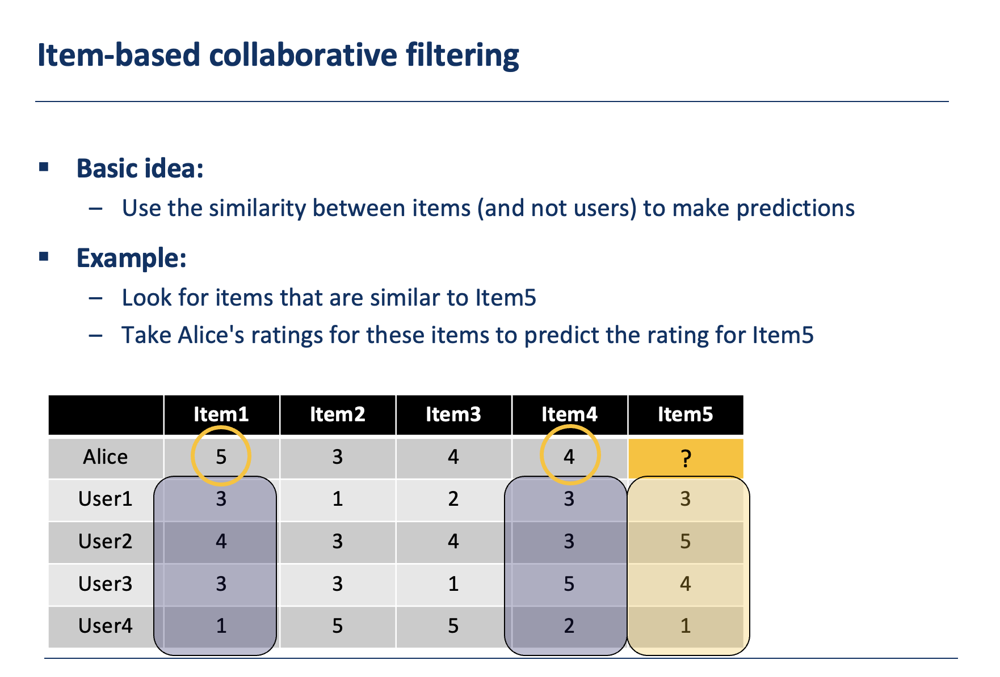 Item-based collaborative filtering
▪ Basic idea:
– Use the similarity between items (and not users) to make predictions
▪ Example:
– Look for items that are similar to Item5
– Take Alice's ratings for these items to predict the rating for Item5
Item1 Item2 Item3 Item4 Item5
Alice 5 3 4 4 ?
User1 3 1 2 3 3
User2 4 3 4 3 5
User3 3 3 1 5 4
User4 1 5 5 2 1